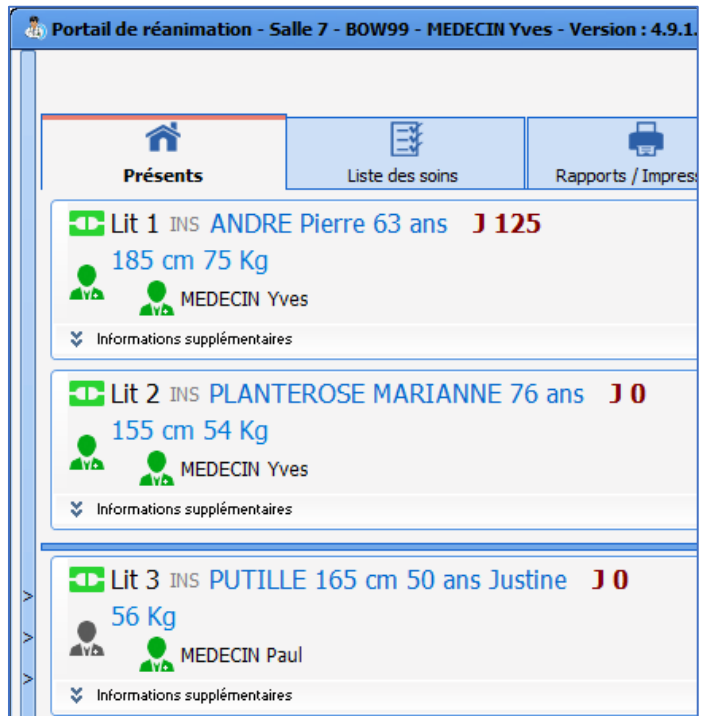 Portail de réanimation - Salle 7 - BOW99 - MEDECIN Yves - Version : 4.9.1.
Présents
Liste des soins
Rapports / Impress
Lit 1 INS ANDRE Pierre 63 ans J 125
185 cm 75 Kg
MEDECIN Yves
Informations supplémentaires
Lit 2 INS PLANTEROSE MARIANNE 76 ans J 0
155 cm 54 Kg
MEDECIN Yves
Informations supplémentaires
Lit 3 INS PUTILLE 165 cm 50 ans Justine J 0
56 Kg
MEDECIN Paul
Informations supplémentaires